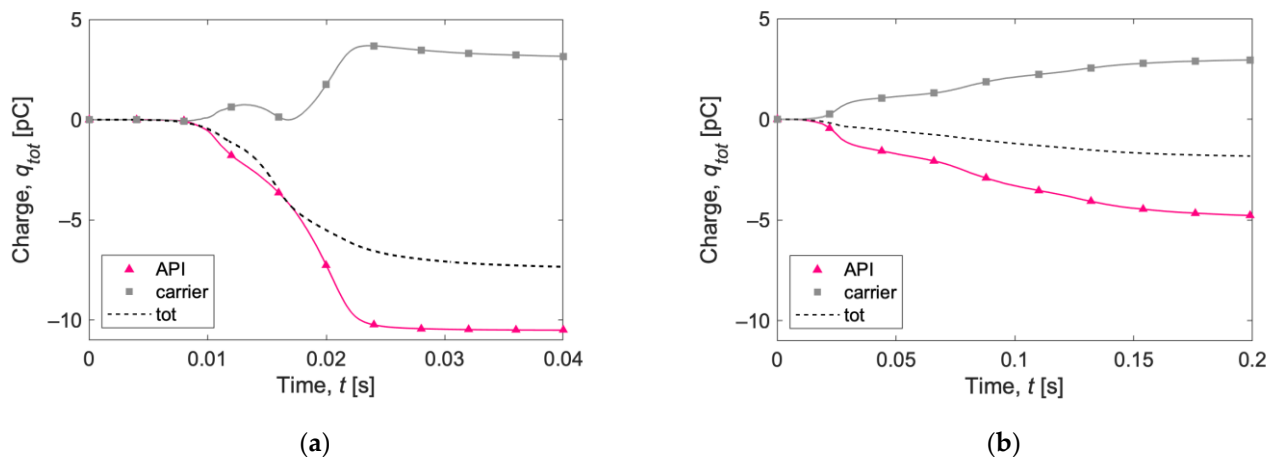 5
0
−5
−10
Charge, q_tot [pC]
API
carrier
tot
0
0.01
0.02
0.03
0.04
Time, t [s]
(a)
5
0
−5
−10
Charge, q_tot [pC]
API
carrier
tot
0
0.05
0.1
0.15
0.2
Time, t [s]
(b)